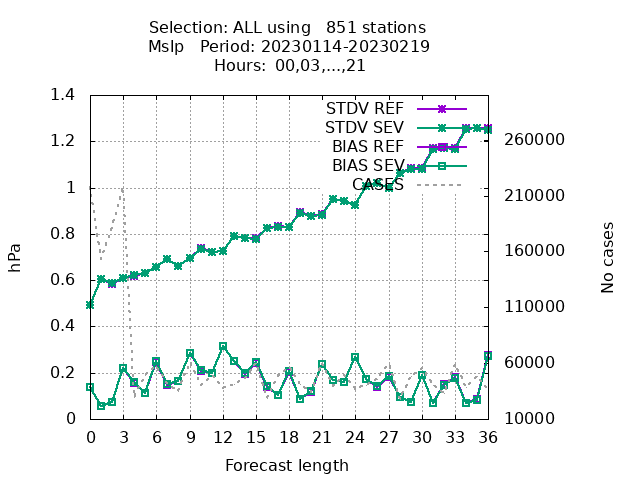 Selection: ALL using   851 stations
Mslp   Period: 20230114-20230219
Hours: 00,03,...,21
STDV REF
STDV SEV
BIAS REF
BIAS SEV
CASES
1.4
1.2
1
0.8
0.6
0.4
0.2
0
hPa
260000
210000
160000
110000
60000
10000
No cases
0 3 6 9 12 15 18 21 24 27 30 33 36
Forecast length